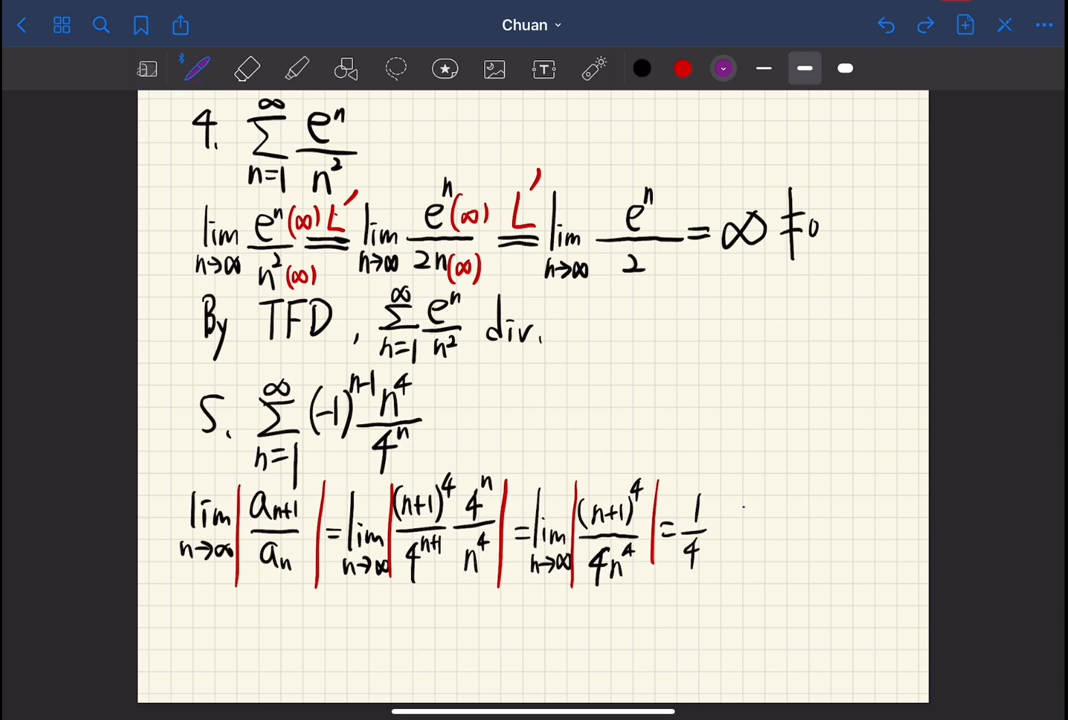 Chuan
4. ∑_{n=1}^{∞} e^n / n^2
lim_{n→∞} e^n (∞) / n^2 (∞) =^{L'} lim_{n→∞} e^n (∞) / 2n (∞) =^{L'} lim_{n→∞} e^n / 2 = ∞ ≠ 0
By TFD, ∑_{n=1}^{∞} e^n / n^2 div.
5. ∑_{n=1}^{∞} (-1)^{n-1} n^4 / 4^n
lim_{n→∞} | a_{n+1} / a_n | = lim_{n→∞} | (n+1)^4 / 4^{n+1} 4^n / n^4 | = lim_{n→∞} | (n+1)^4 / 4n^4 | = 1/4